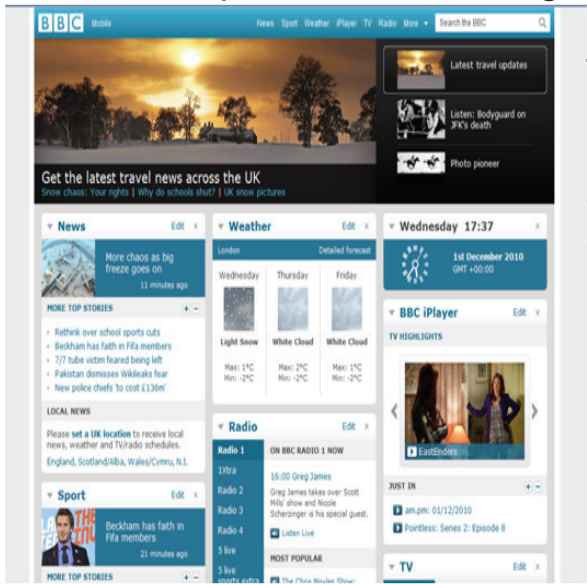 BBC Mobile
News Sport Weather iPlayer TV Radio More Search the BBC
Latest travel updates
Listen: Bodyguard on
JFK's death
Photo pioneer
Get the latest travel news across the UK
Snow chaos: Your rights | Why do schools shut? | UK snow pictures
News Edit x
More chaos as big
freeze goes on
11 minutes ago
MORE TOP STORIES + -
Rethink over school sports cuts
Beckham has faith in Fifa members
7/7 tube victim feared being left
Pakistan dismisses Wikileaks fear
New police chiefs 'to cost £136m'
LOCAL NEWS
Please set a UK location to receive local
news, weather and TV/radio schedules.
England, Scotland/Alba, Wales/Cymru, N.I.
Sport Edit x
Beckham has faith in
Fifa members
21 minutes ago
MORE TOP STORIES + -
Weather Edit x
London Detailed forecast
Wednesday Thursday Friday
Light Snow White Cloud White Cloud
Max: 1°C Max: 2°C Max: 1°C
Min: -2°C Min: -2°C Min: -2°C
Radio Edit x
Radio 1
1Xtra
Radio 2
Radio 3
Radio 4
5 live
5 live
sports extra
ON BBC RADIO 1 NOW
16:00 Greg James
Greg James takes over Scott
Mills' show and Nicole
Scherzinger is his special guest.
Listen Live
MOST POPULAR
The Chris Moyles Show:
Wednesday 17:37 x
1st December 2010
GMT +00:00
BBC iPlayer Edit x
TV HIGHLIGHTS
EastEnders
JUST IN + -
am.pm: 01/12/2010
Pointless: Series 2: Episode 8
TV Edit x